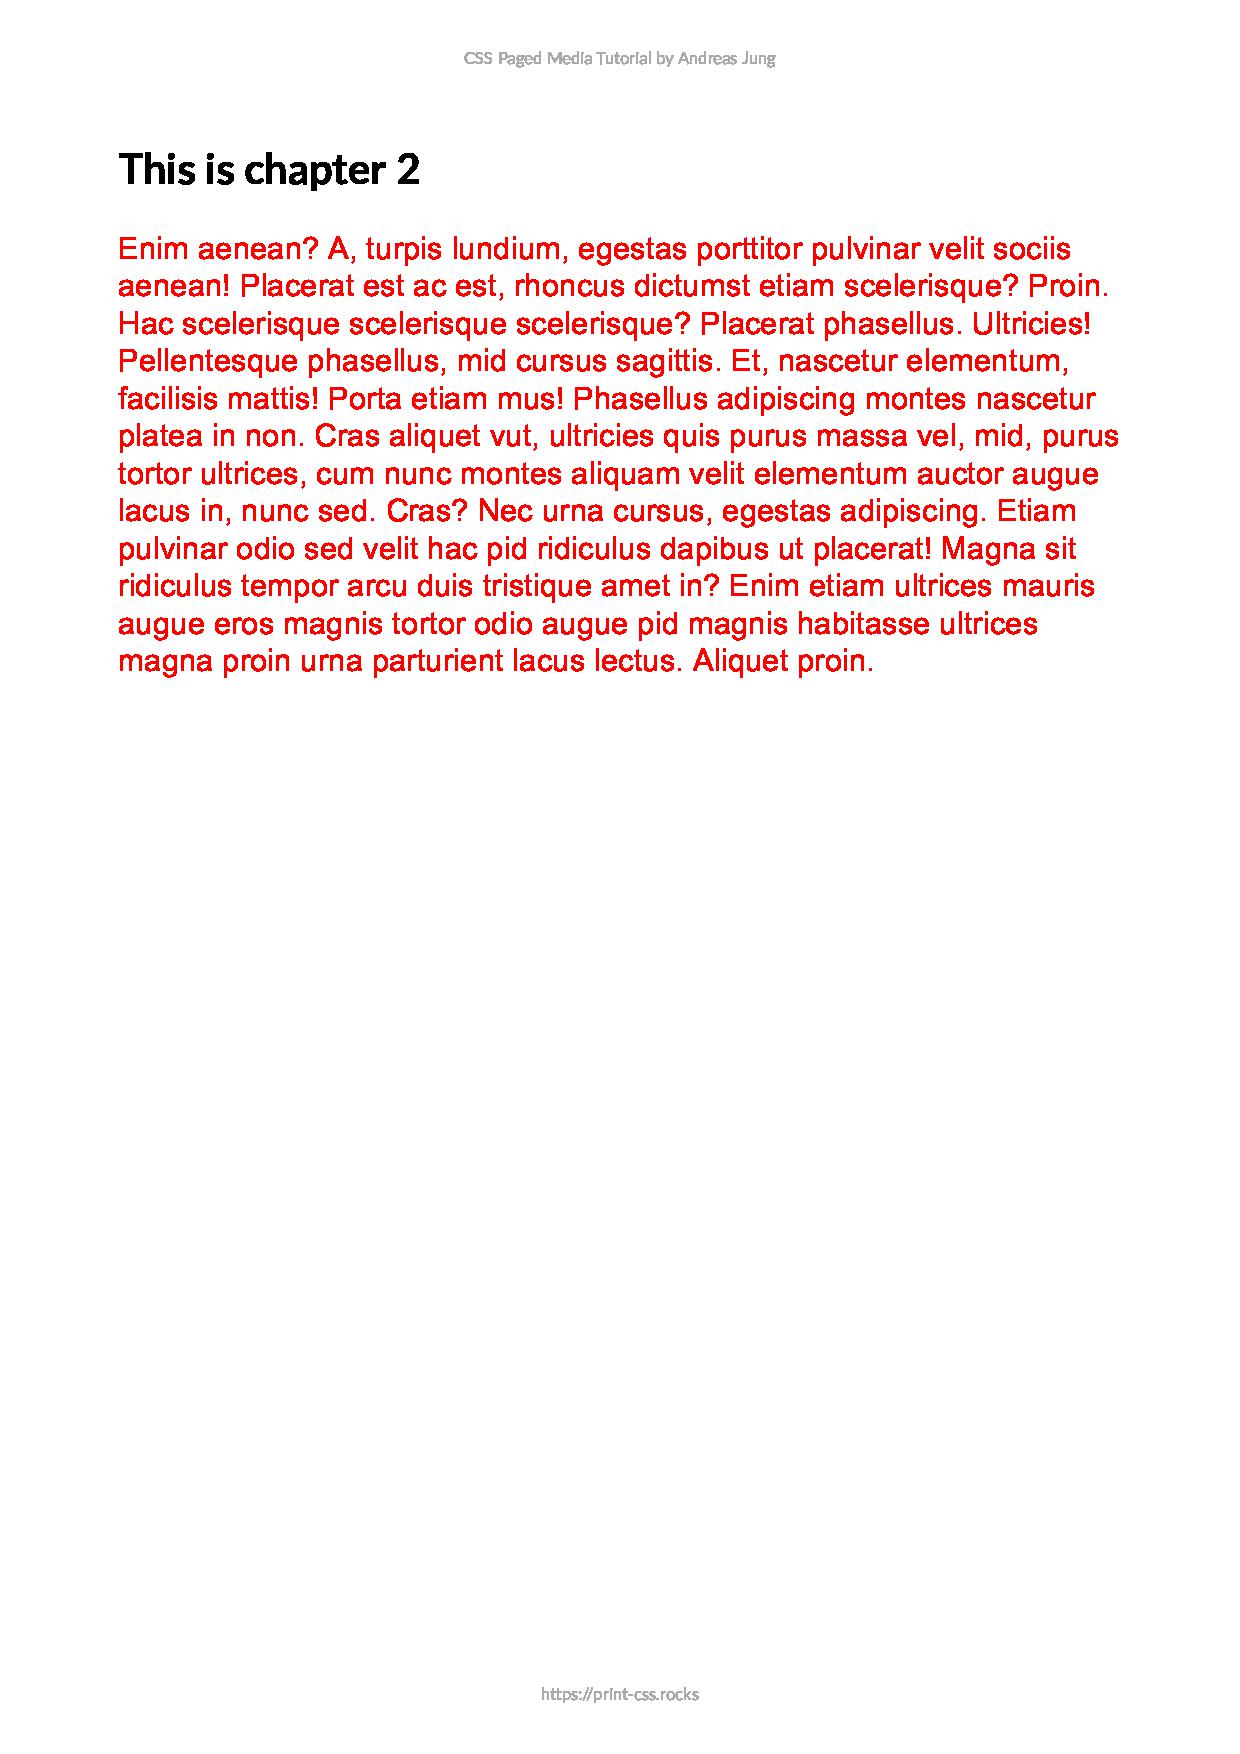 CSS Paged Media Tutorial by Andreas Jung
This is chapter 2
Enim aenean? A, turpis lundium, egestas porttitor pulvinar velit sociis
aenean! Placerat est ac est, rhoncus dictumst etiam scelerisque? Proin.
Hac scelerisque scelerisque scelerisque? Placerat phasellus. Ultricies!
Pellentesque phasellus, mid cursus sagittis. Et, nascetur elementum,
facilisis mattis! Porta etiam mus! Phasellus adipiscing montes nascetur
platea in non. Cras aliquet vut, ultricies quis purus massa vel, mid, purus
tortor ultrices, cum nunc montes aliquam velit elementum auctor augue
lacus in, nunc sed. Cras? Nec urna cursus, egestas adipiscing. Etiam
pulvinar odio sed velit hac pid ridiculus dapibus ut placerat! Magna sit
ridiculus tempor arcu duis tristique amet in? Enim etiam ultrices mauris
augue eros magnis tortor odio augue pid magnis habitasse ultrices
magna proin urna parturient lacus lectus. Aliquet proin.
https://print-css.rocks